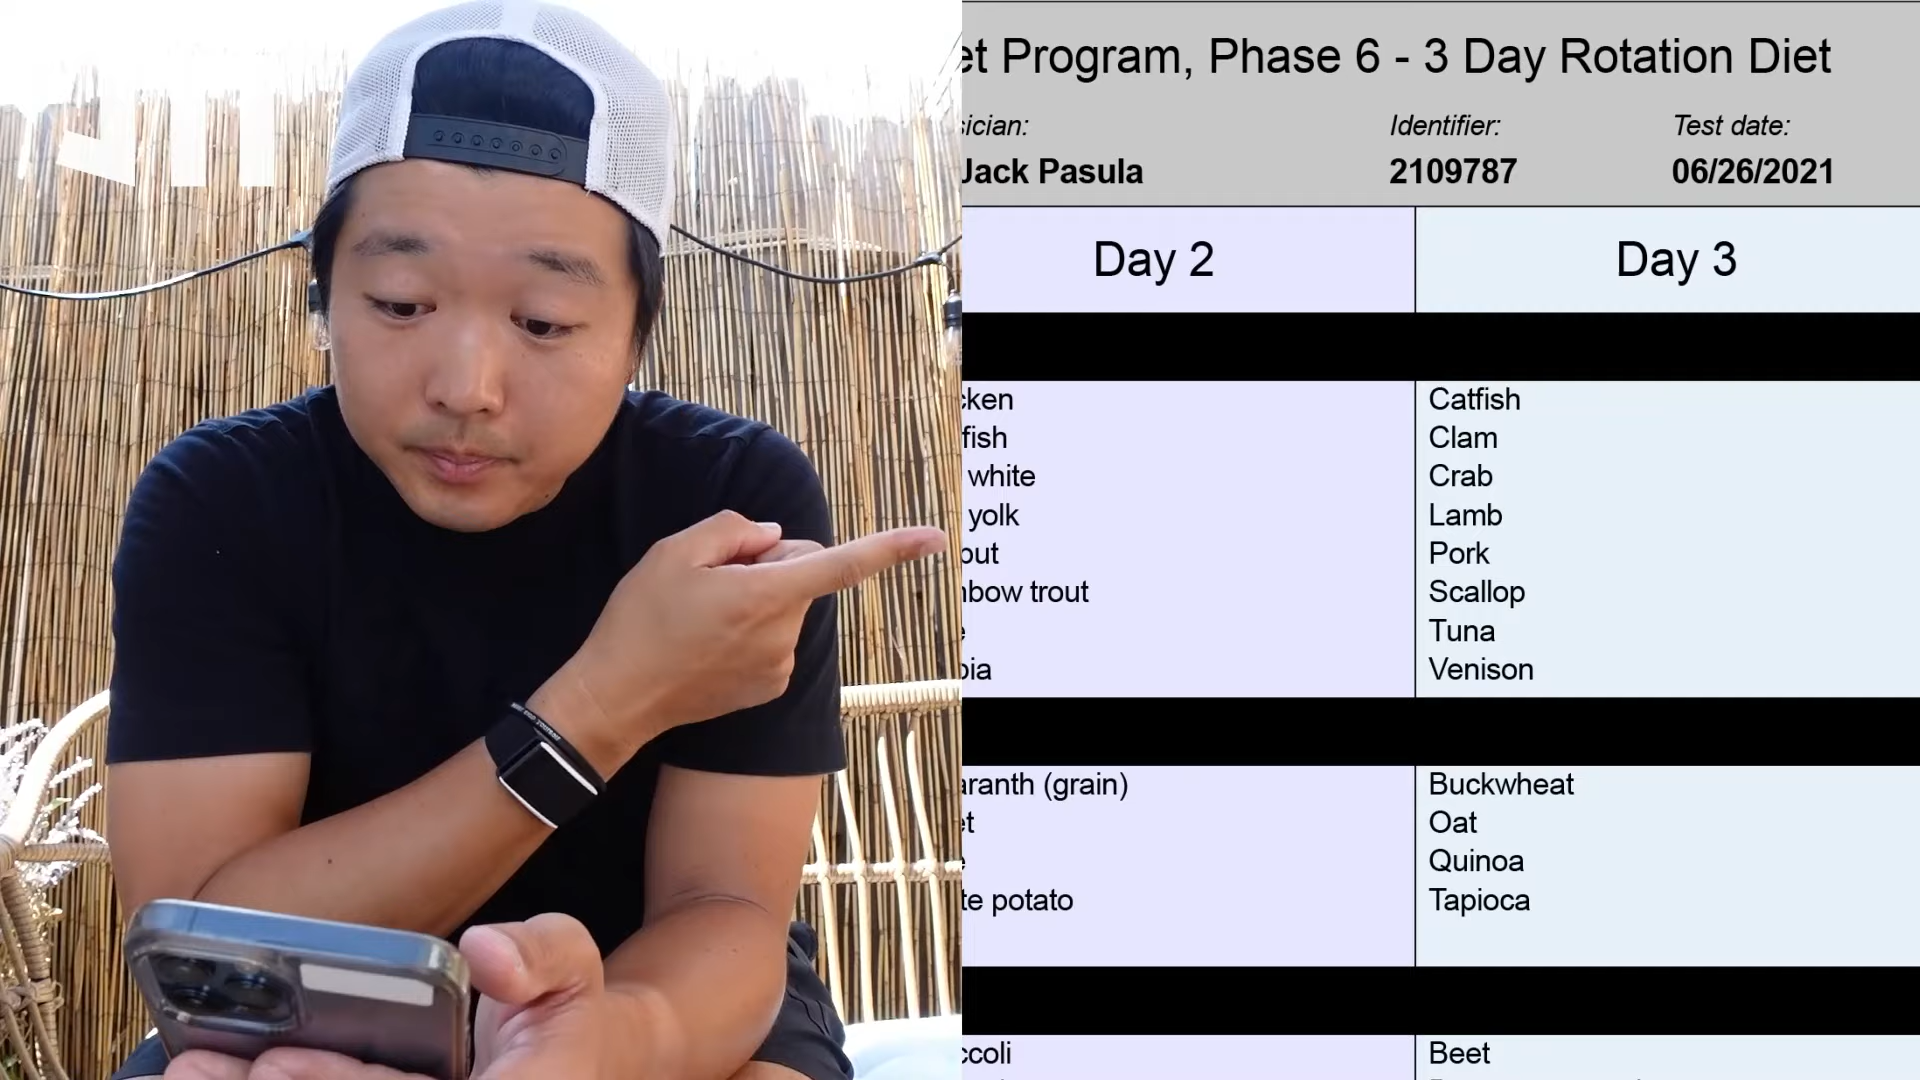 et Program, Phase 6 - 3 Day Rotation Diet
sician:
Identifier:
Test date:
Jack Pasula
2109787
06/26/2021
Day 2
Day 3
cken
fish
white
yolk
but
nbow trout
bia
Catfish
Clam
Crab
Lamb
Pork
Scallop
Tuna
Venison
aranth (grain)
et
te potato
Buckwheat
Oat
Quinoa
Tapioca
ccoli
Beet